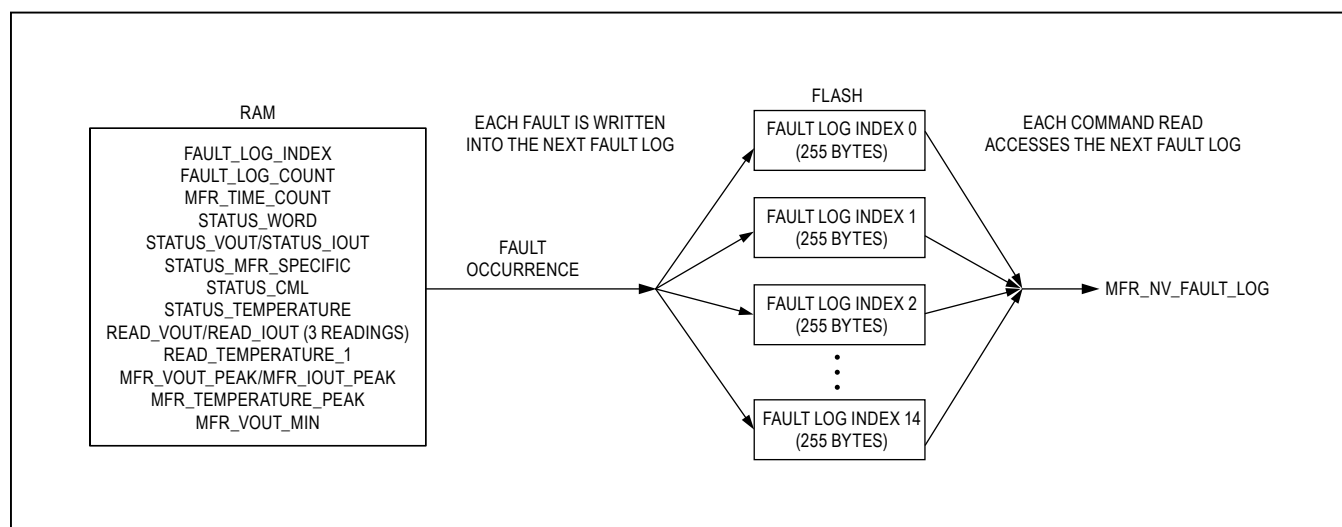 RAM
FAULT_LOG_INDEX
FAULT_LOG_COUNT
MFR_TIME_COUNT
STATUS_WORD
STATUS_VOUT/STATUS_IOUT
STATUS_MFR_SPECIFIC
STATUS_CML
STATUS_TEMPERATURE
READ_VOUT/READ_IOUT (3 READINGS)
READ_TEMPERATURE_1
MFR_VOUT_PEAK/MFR_IOUT_PEAK
MFR_TEMPERATURE_PEAK
MFR_VOUT_MIN
EACH FAULT IS WRITTEN
INTO THE NEXT FAULT LOG
FAULT
OCCURRENCE
FLASH
FAULT LOG INDEX 0
(255 BYTES)
FAULT LOG INDEX 1
(255 BYTES)
FAULT LOG INDEX 2
(255 BYTES)
FAULT LOG INDEX 14
(255 BYTES)
EACH COMMAND READ
ACCESSES THE NEXT FAULT LOG
MFR_NV_FAULT_LOG